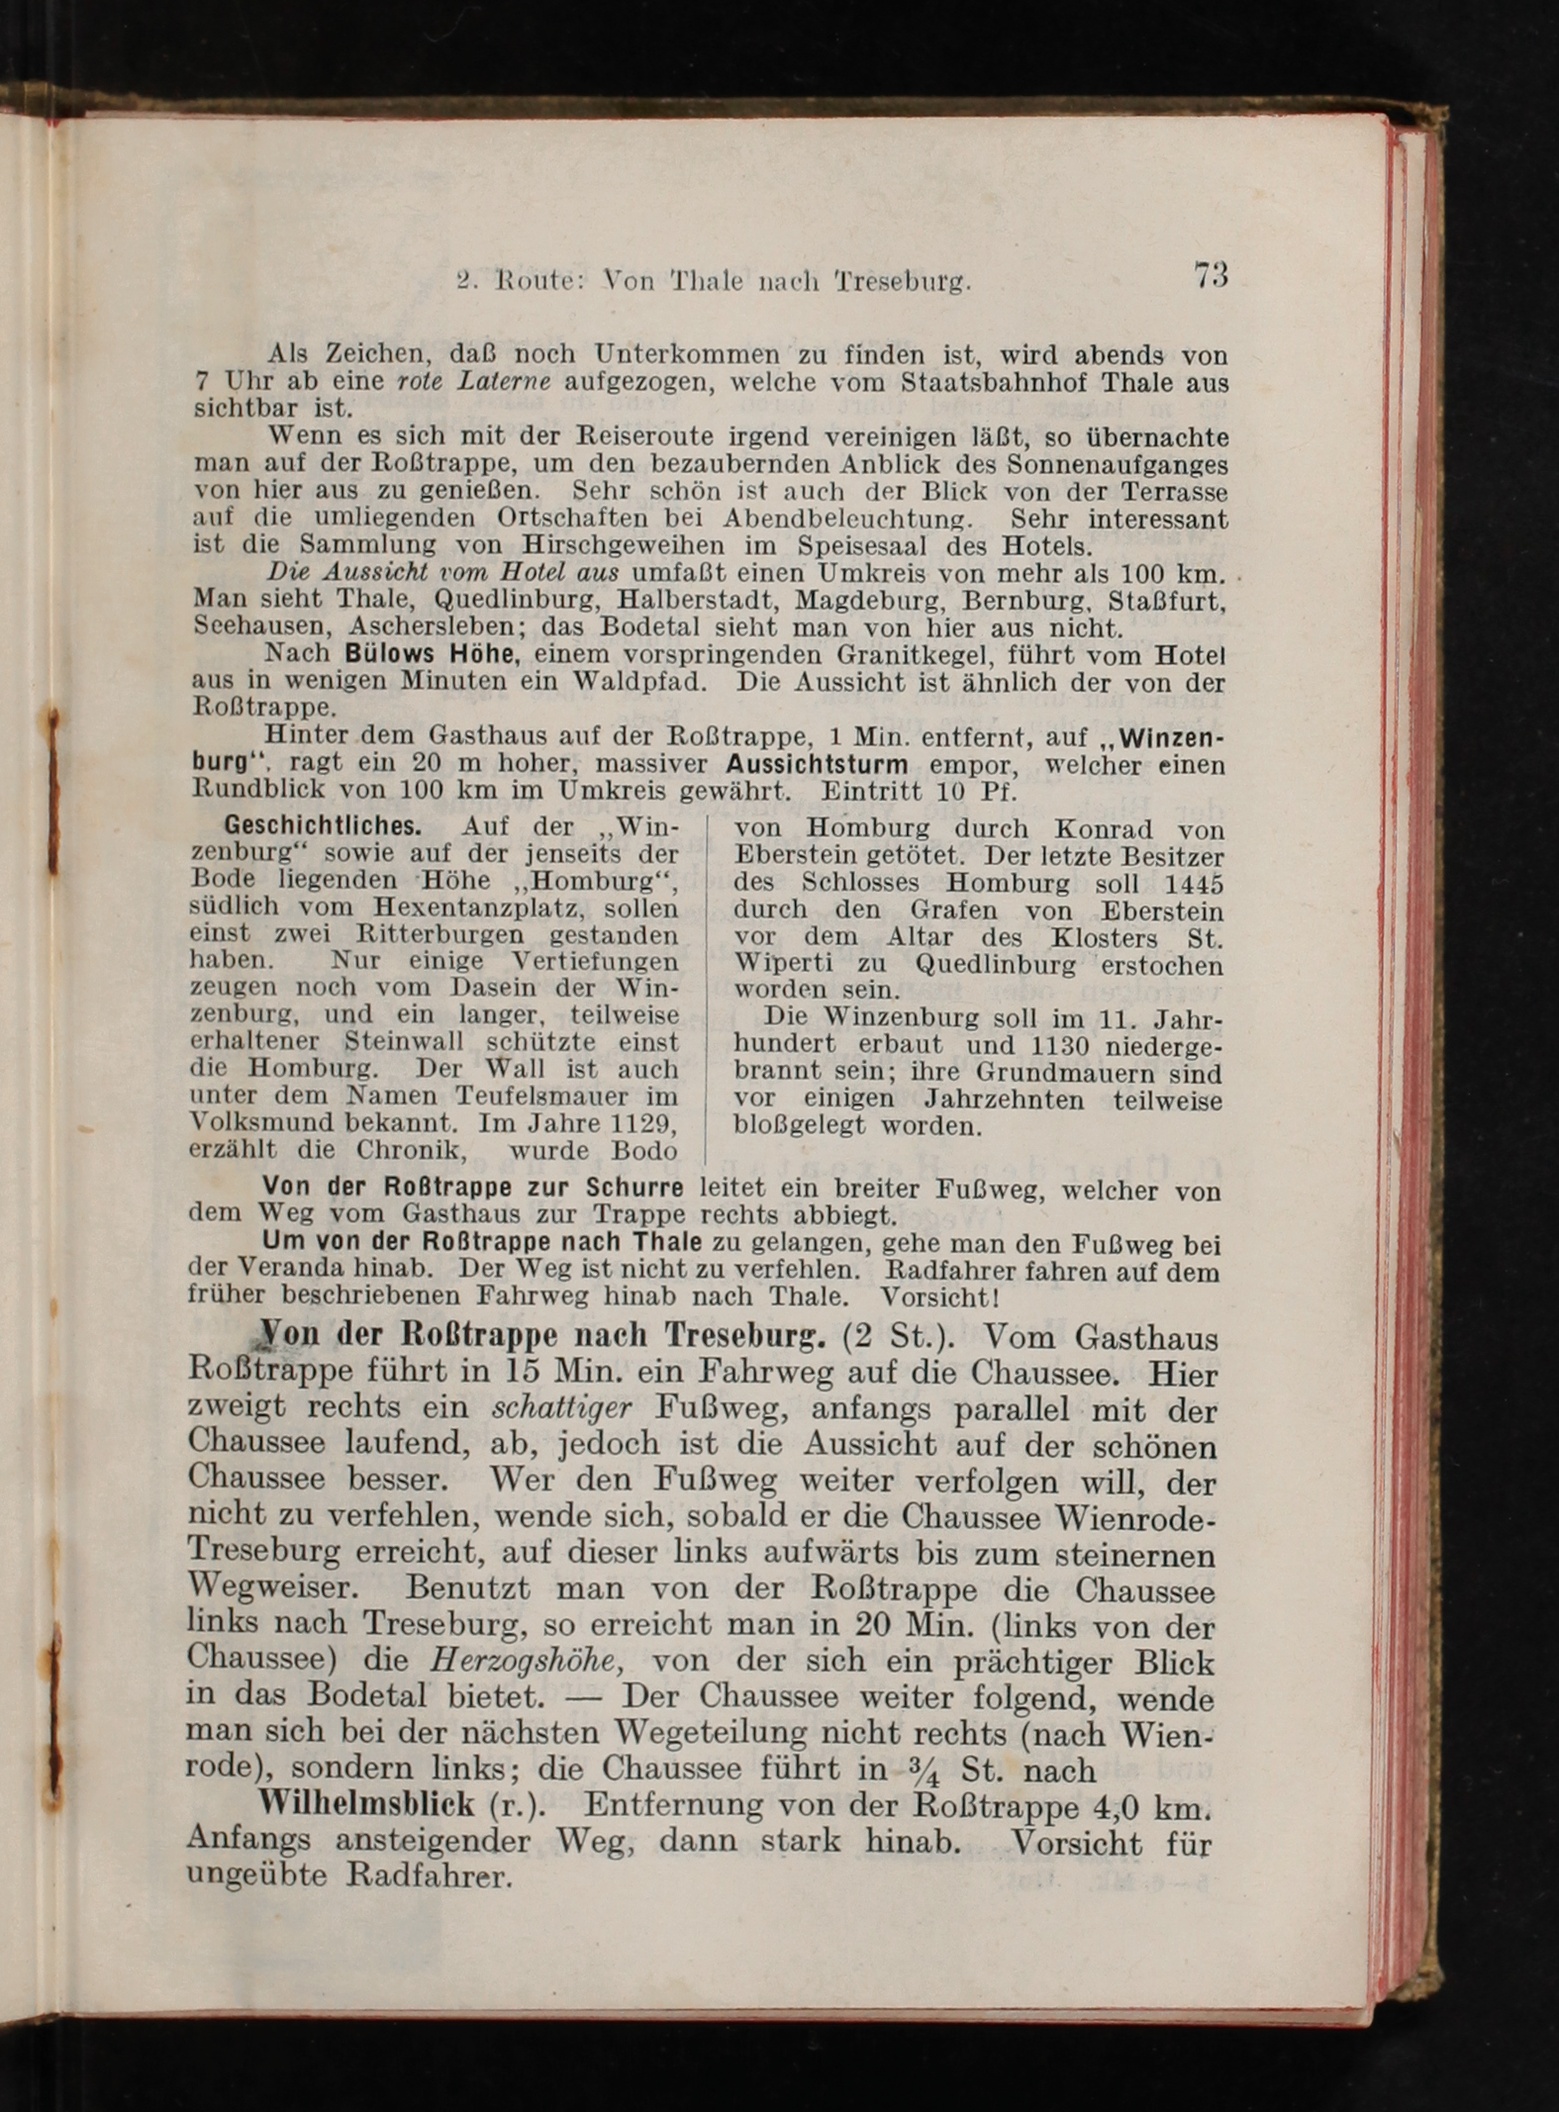 2. Route: Von Thale nach Treseburg. 73
Als Zeichen, daß noch Unterkommen zu finden ist, wird abends von
7 Uhr ab eine rote Laterne aufgezogen, welche vom Staatsbahnhof Thale aus
sichtbar ist.
Wenn es sich mit der Reiseroute irgend vereinigen läßt, so übernachte
man auf der Roßtrappe, um den bezaubernden Anblick des Sonnenaufganges
von hier aus zu genießen. Sehr schön ist auch der Blick von der Terrasse
auf die umliegenden Ortschaften bei Abendbeleuchtung. Sehr interessant
ist die Sammlung von Hirschgeweihen im Speisesaal des Hotels.
Die Aussicht vom Hotel aus umfaßt einen Umkreis von mehr als 100 km.
Man sieht Thale, Quedlinburg, Halberstadt, Magdeburg, Bernburg, Staßfurt,
Seehausen, Aschersleben; das Bodetal sieht man von hier aus nicht.
Nach Bülows Höhe, einem vorspringenden Granitkegel, führt vom Hotel
aus in wenigen Minuten ein Waldpfad. Die Aussicht ist ähnlich der von der
Roßtrappe.
Hinter dem Gasthaus auf der Roßtrappe, 1 Min. entfernt, auf „Winzen-
burg“, ragt ein 20 m hoher, massiver Aussichtsturm empor, welcher einen
Rundblick von 100 km im Umkreis gewährt. Eintritt 10 Pf.
Geschichtliches. Auf der „Win-
zenburg“ sowie auf der jenseits der
Bode liegenden Höhe „Homburg“,
südlich vom Hexentanzplatz, sollen
einst zwei Ritterburgen gestanden
haben. Nur einige Vertiefungen
zeugen noch vom Dasein der Win-
zenburg, und ein langer, teilweise
erhaltener Steinwall schützte einst
die Homburg. Der Wall ist auch
unter dem Namen Teufelsmauer im
Volksmund bekannt. Im Jahre 1129,
erzählt die Chronik, wurde Bodo
von Homburg durch Konrad von
Eberstein getötet. Der letzte Besitzer
des Schlosses Homburg soll 1445
durch den Grafen von Eberstein
vor dem Altar des Klosters St.
Wiperti zu Quedlinburg erstochen
worden sein.
Die Winzenburg soll im 11. Jahr-
hundert erbaut und 1130 niederge-
brannt sein; ihre Grundmauern sind
vor einigen Jahrzehnten teilweise
bloßgelegt worden.
Von der Roßtrappe zur Schurre leitet ein breiter Fußweg, welcher von
dem Weg vom Gasthaus zur Trappe rechts abbiegt.
Um von der Roßtrappe nach Thale zu gelangen, gehe man den Fußweg bei
der Veranda hinab. Der Weg ist nicht zu verfehlen. Radfahrer fahren auf dem
früher beschriebenen Fahrweg hinab nach Thale. Vorsicht!
Von der Roßtrappe nach Treseburg. (2 St.). Vom Gasthaus
Roßtrappe führt in 15 Min. ein Fahrweg auf die Chaussee. Hier
zweigt rechts ein schattiger Fußweg, anfangs parallel mit der
Chaussee laufend, ab, jedoch ist die Aussicht auf der schönen
Chaussee besser. Wer den Fußweg weiter verfolgen will, der
nicht zu verfehlen, wende sich, sobald er die Chaussee Wienrode-
Treseburg erreicht, auf dieser links aufwärts bis zum steinernen
Wegweiser. Benutzt man von der Roßtrappe die Chaussee
links nach Treseburg, so erreicht man in 20 Min. (links von der
Chaussee) die Herzogshöhe, von der sich ein prächtiger Blick
in das Bodetal bietet. — Der Chaussee weiter folgend, wende
man sich bei der nächsten Wegeteilung nicht rechts (nach Wien-
rode), sondern links; die Chaussee führt in ¾ St. nach
Wilhelmsblick (r.). Entfernung von der Roßtrappe 4,0 km.
Anfangs ansteigender Weg, dann stark hinab. Vorsicht für
ungeübte Radfahrer.